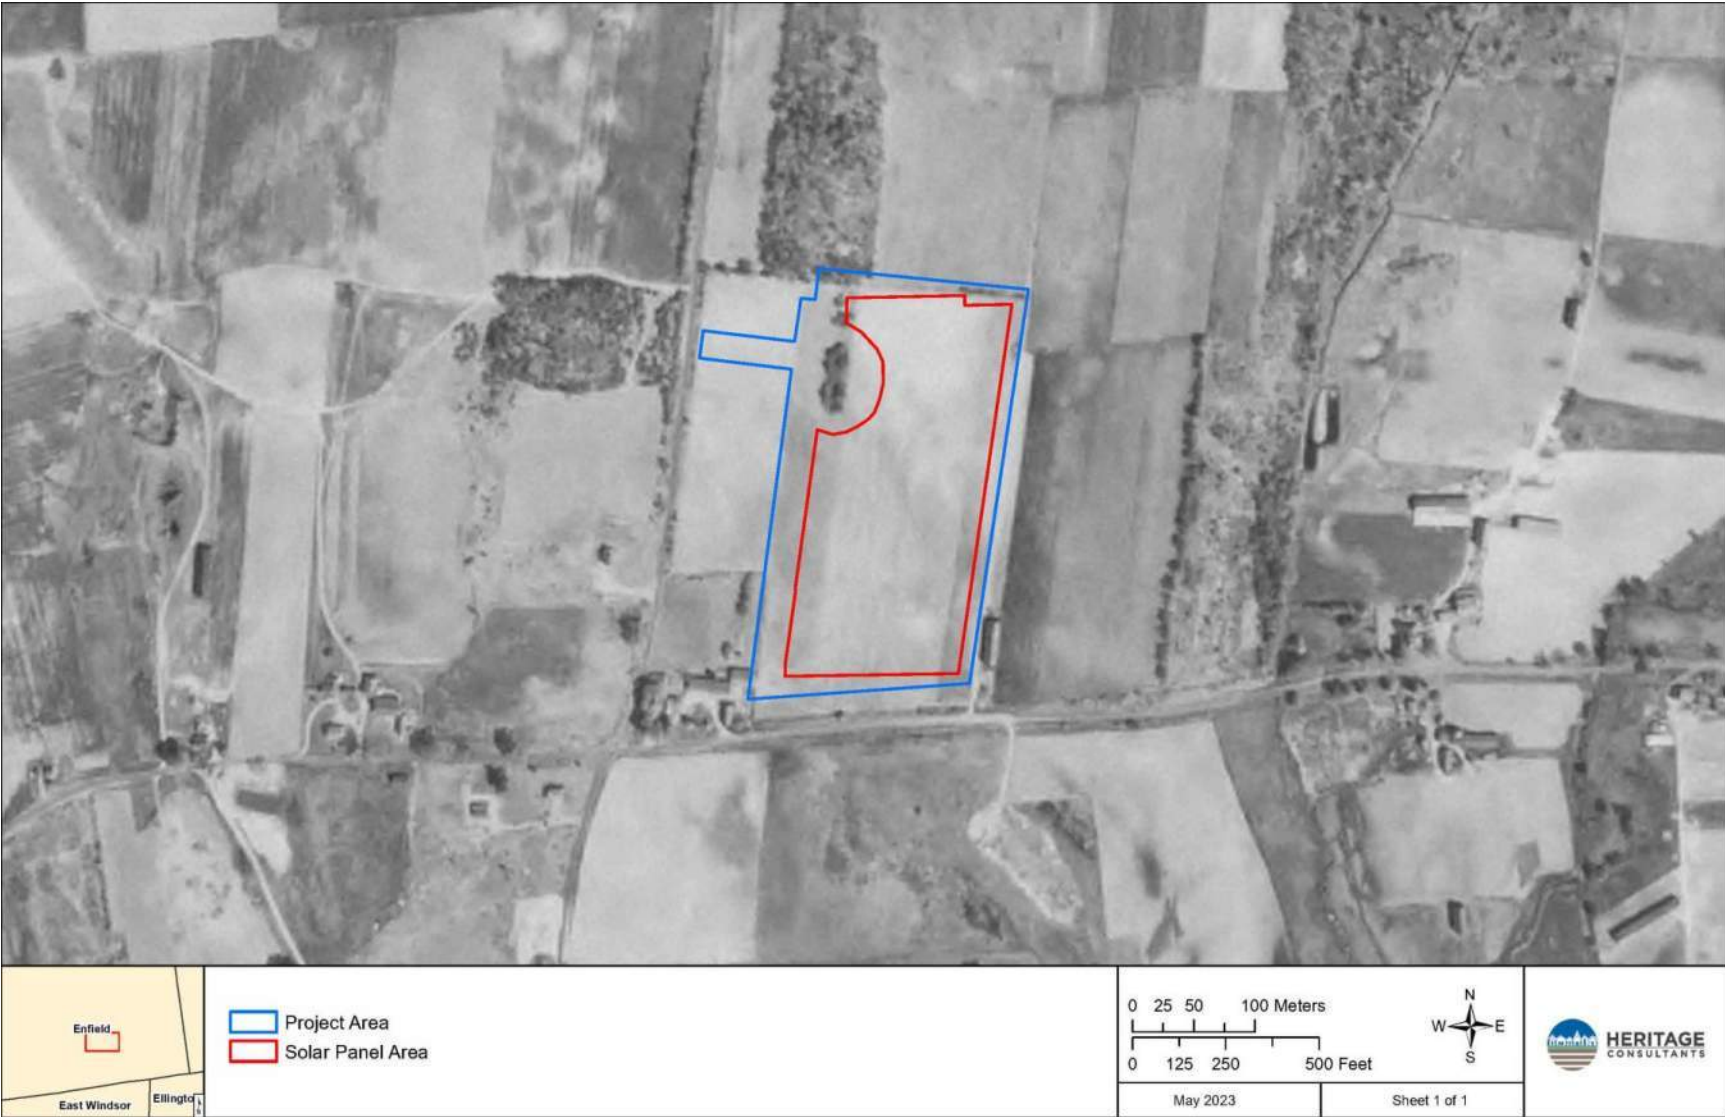 Enfield
East Windsor
Ellingto
Project Area
Solar Panel Area
0 25 50 100 Meters
0 125 250 500 Feet
N
W E
S
May 2023
Sheet 1 of 1
HERITAGE
CONSULTANTS